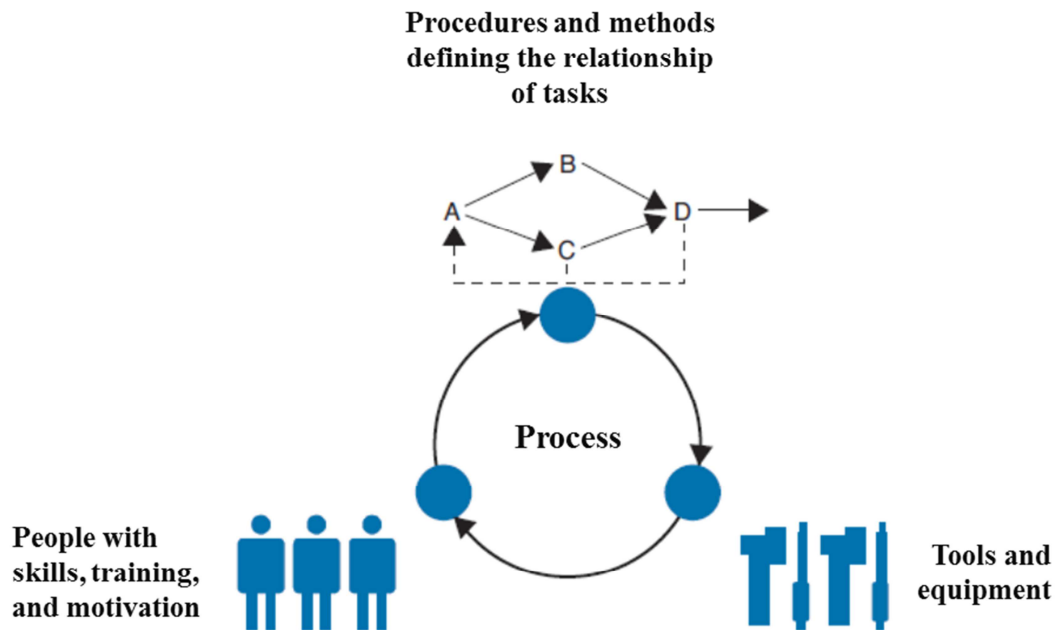 Procedures and methods
defining the relationship
of tasks
B
A
D
C
Process
People with
skills, training,
and motivation
Tools and
equipment